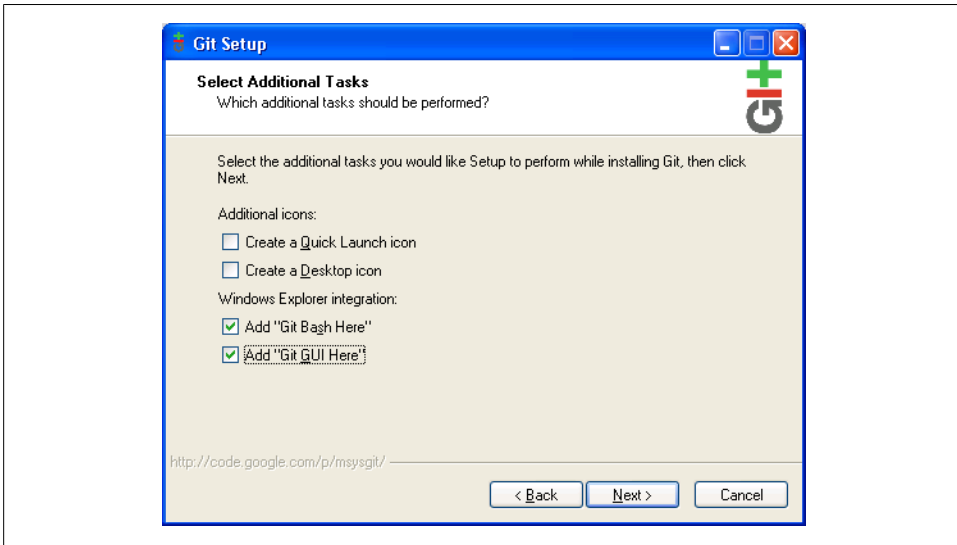 Git Setup
Select Additional Tasks
Which additional tasks should be performed?
GIT
Select the additional tasks you would like Setup to perform while installing Git, then click
Next.
Additional icons:
Create a Quick Launch icon
Create a Desktop icon
Windows Explorer integration:
Add "Git Bash Here"
Add "Git GUI Here"
http://code.google.com/p/msysgit/
< Back
Next >
Cancel